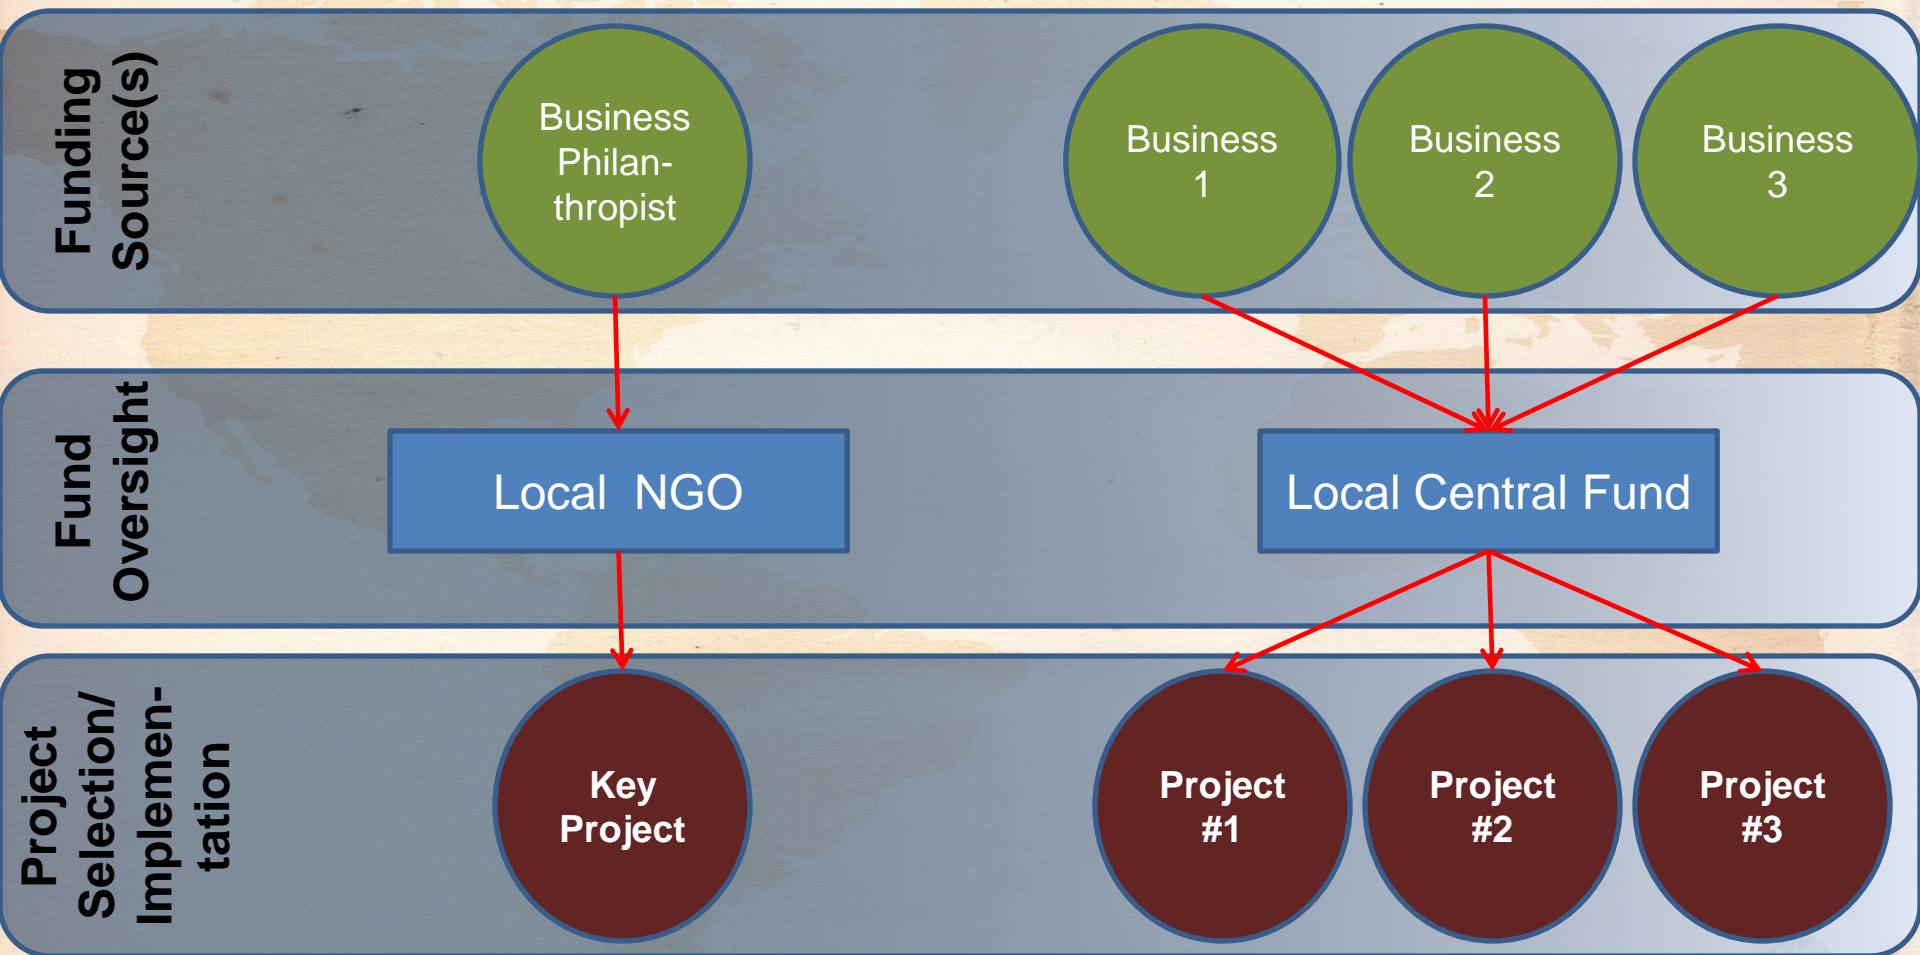 Funding
Source(s)
Business
Philan-
thropist
Business
1
Business
2
Business
3
Fund
Oversight
Local  NGO
Local Central Fund
Project
Selection/
Implemen-
tation
Key
Project
Project
#1
Project
#2
Project
#3